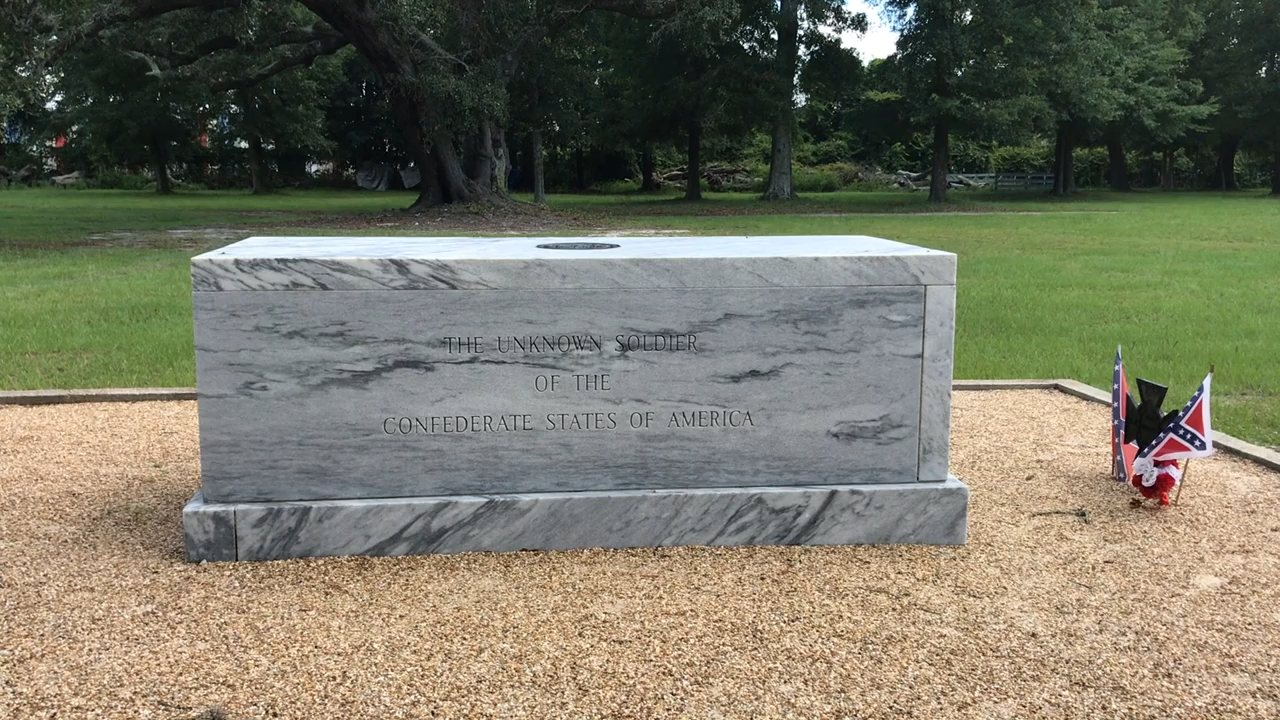 THE UNKNOWN SOLDIER
OF THE
CONFEDERATE STATES OF AMERICA